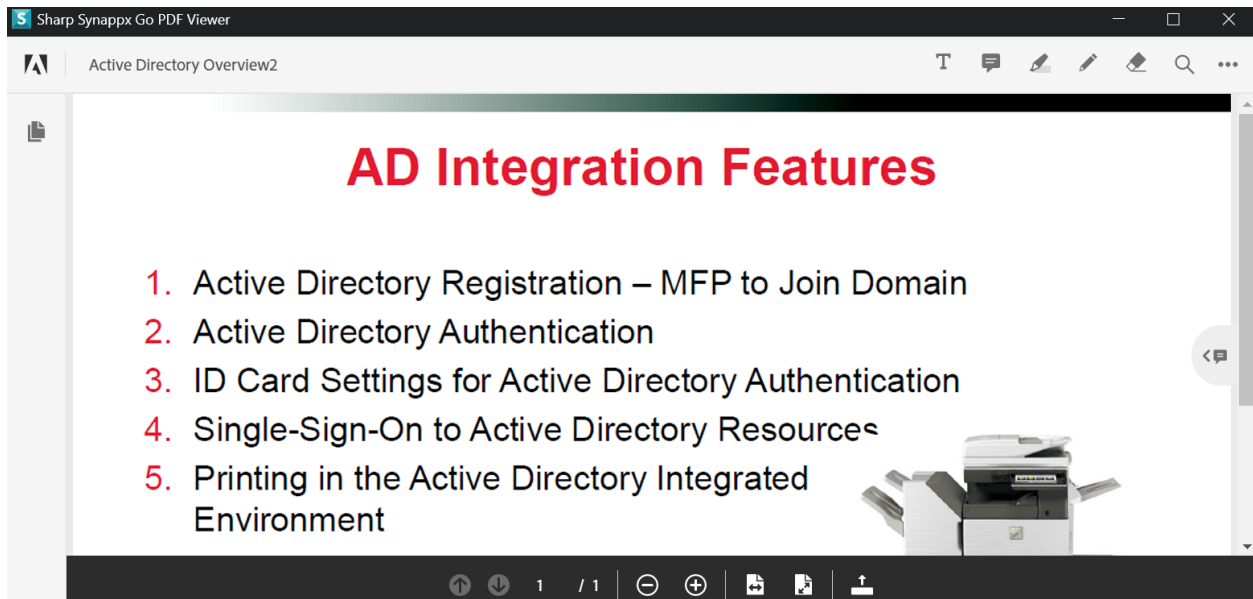 S Sharp Synappx Go PDF Viewer
Active Directory Overview2
AD Integration Features
1. Active Directory Registration – MFP to Join Domain
2. Active Directory Authentication
3. ID Card Settings for Active Directory Authentication
4. Single-Sign-On to Active Directory Resources
5. Printing in the Active Directory Integrated
Environment
1 / 1